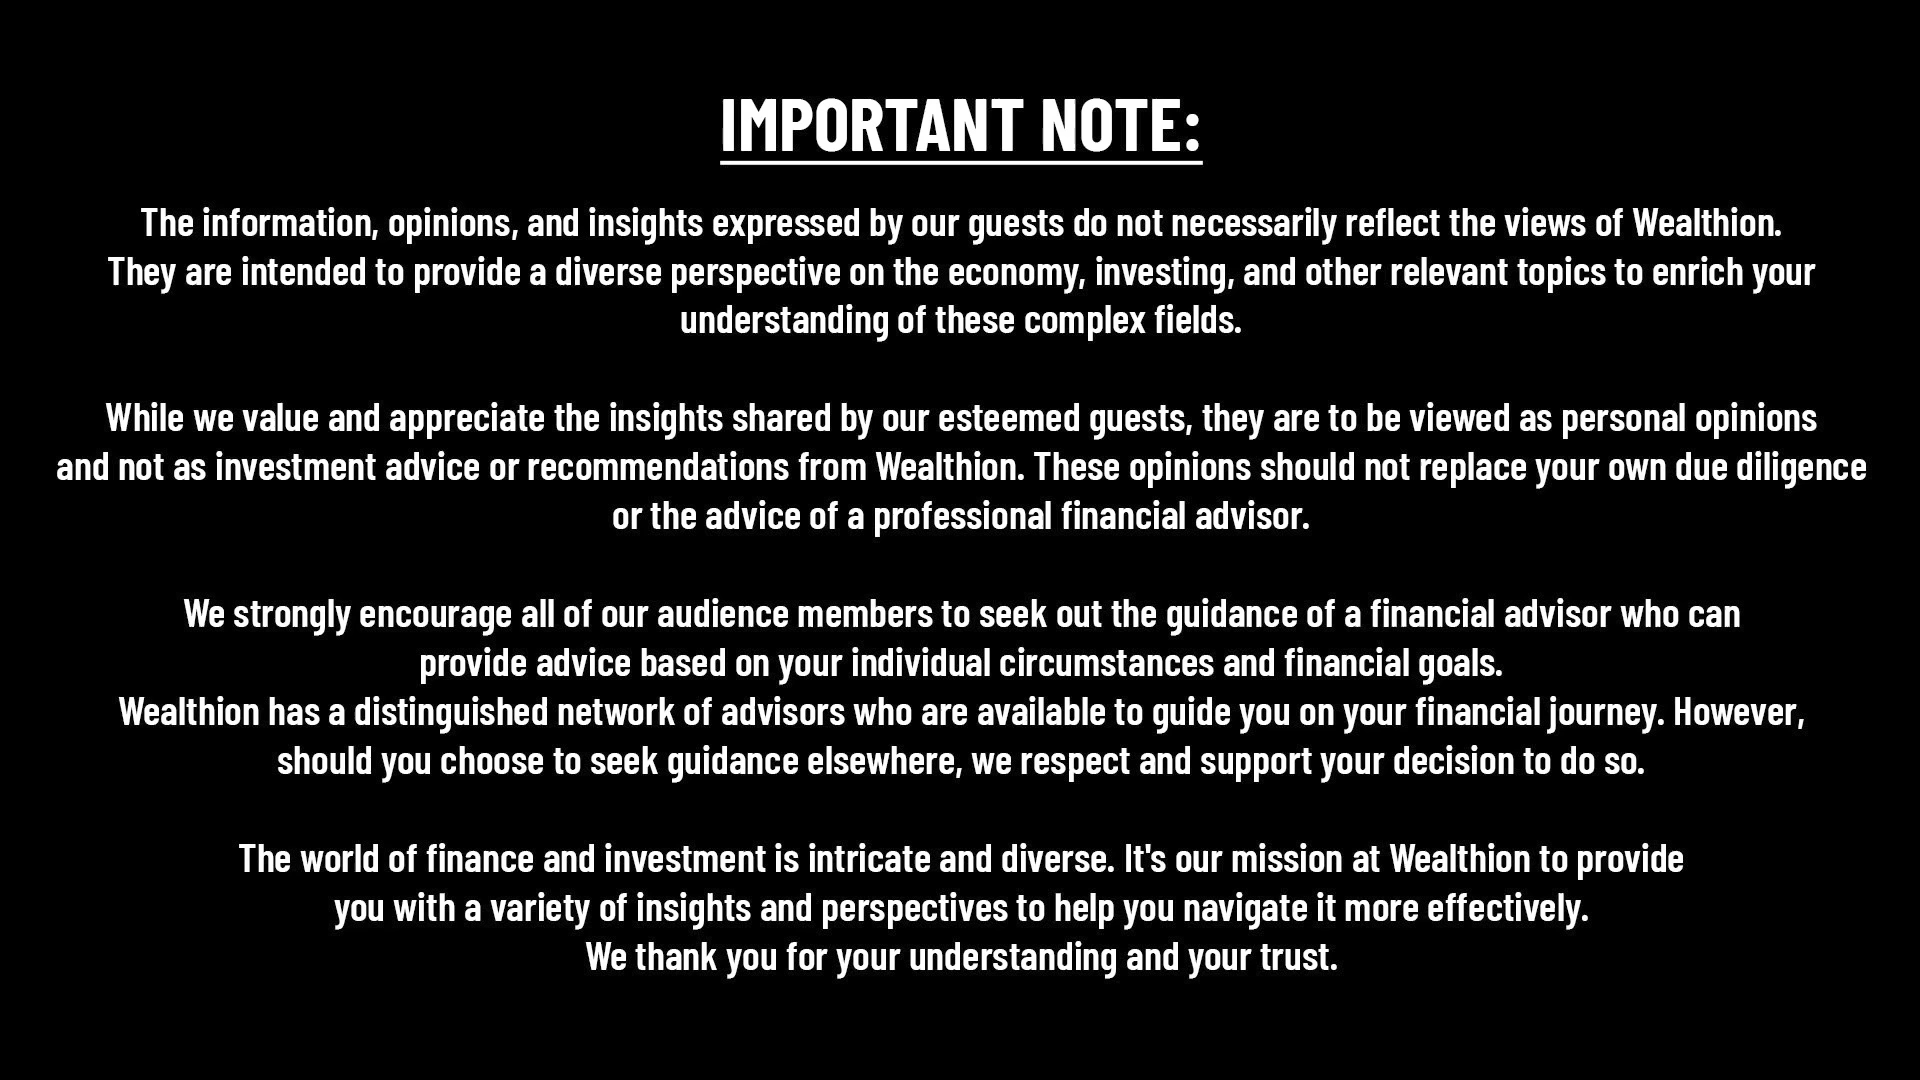 IMPORTANT NOTE:
The information, opinions, and insights expressed by our guests do not necessarily reflect the views of Wealthion.
They are intended to provide a diverse perspective on the economy, investing, and other relevant topics to enrich your
understanding of these complex fields.
While we value and appreciate the insights shared by our esteemed guests, they are to be viewed as personal opinions
and not as investment advice or recommendations from Wealthion. These opinions should not replace your own due diligence
or the advice of a professional financial advisor.
We strongly encourage all of our audience members to seek out the guidance of a financial advisor who can
provide advice based on your individual circumstances and financial goals.
Wealthion has a distinguished network of advisors who are available to guide you on your financial journey. However,
should you choose to seek guidance elsewhere, we respect and support your decision to do so.
The world of finance and investment is intricate and diverse. It's our mission at Wealthion to provide
you with a variety of insights and perspectives to help you navigate it more effectively.
We thank you for your understanding and your trust.